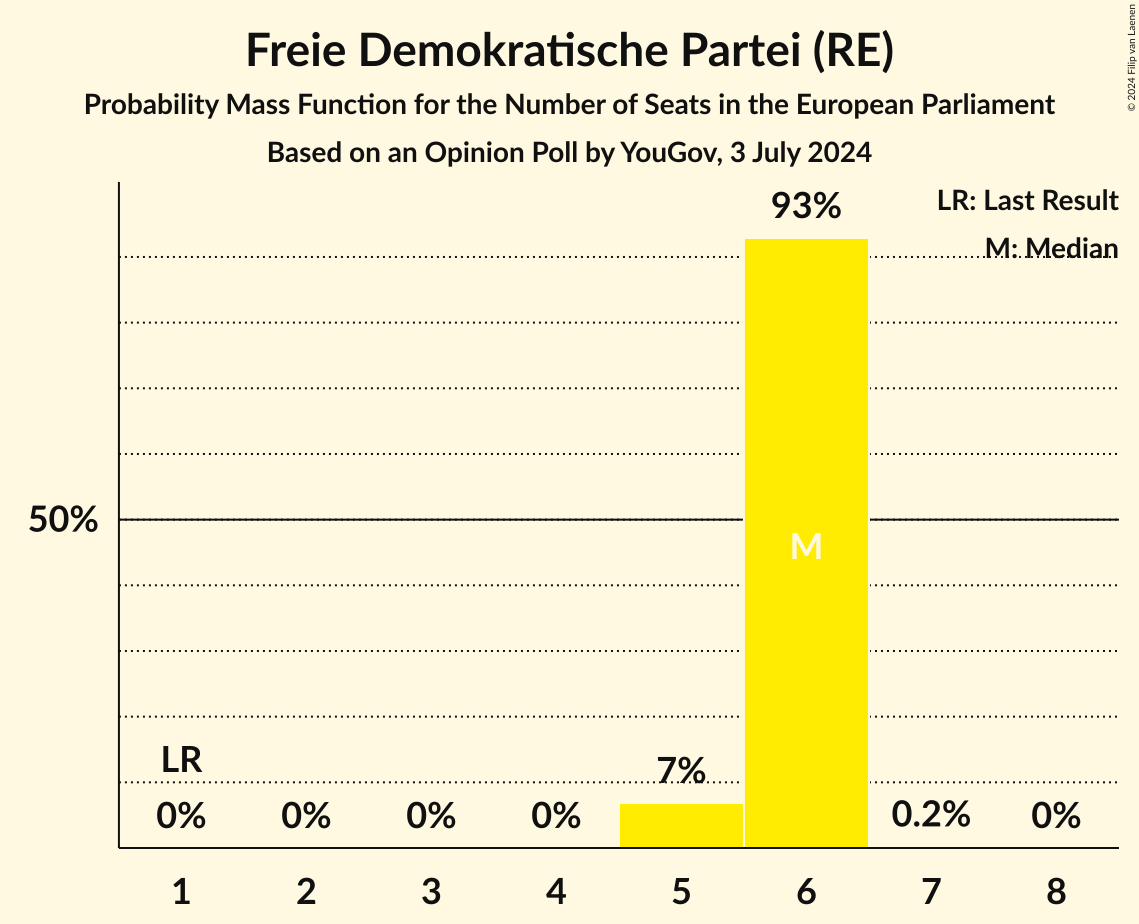 Freie Demokratische Partei (RE)
Probability Mass Function for the Number of Seats in the European Parliament
Based on an Opinion Poll by YouGov, 3 July 2024
© 2024 Filip van Laenen
LR: Last Result
M: Median
93%
50%
M
LR
7%
0%
0%
0%
0%
0.2%
0%
1
2
3
4
5
6
7
8